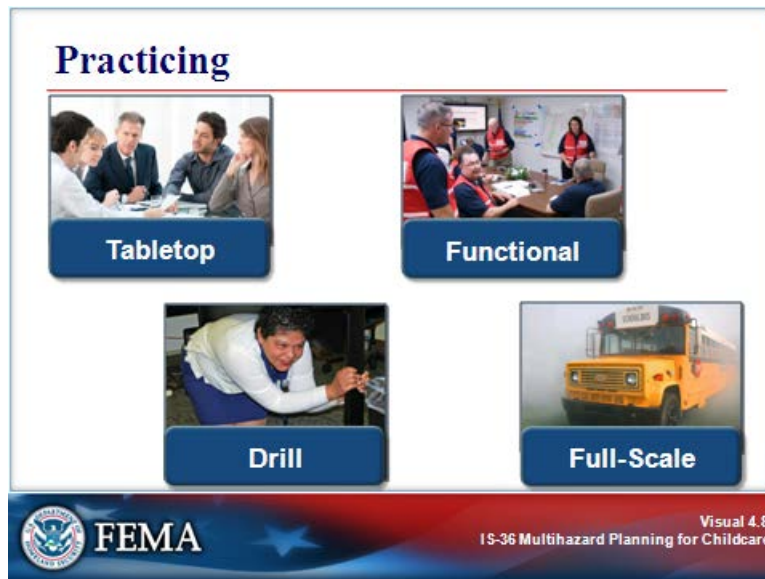 Practicing
Tabletop
Functional
Drill
Full-Scale
FEMA
Visual 4.8
IS-36 Multihazard Planning for Childcare